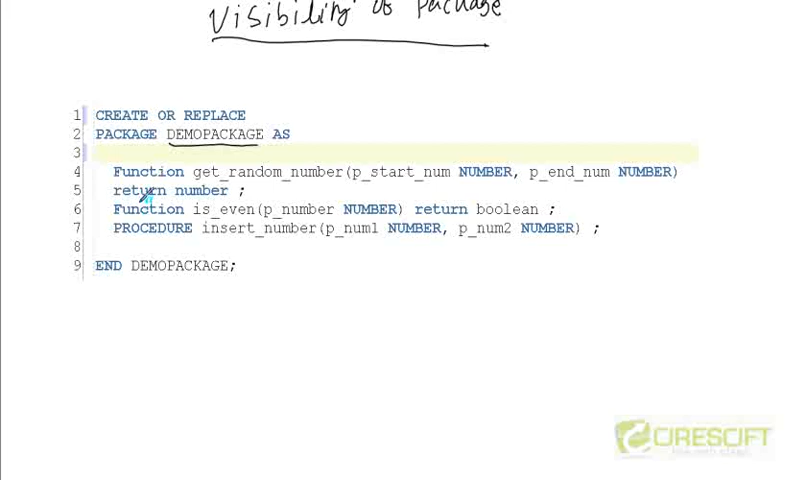 Visibility of Package
1 CREATE OR REPLACE
2 PACKAGE DEMOPACKAGE AS
3
4 Function get_random_number(p_start_num NUMBER, p_end_num NUMBER)
5 return number ;
6 Function is_even(p_number NUMBER) return boolean ;
7 PROCEDURE insert_number(p_num1 NUMBER, p_num2 NUMBER) ;
8
9 END DEMOPACKAGE;